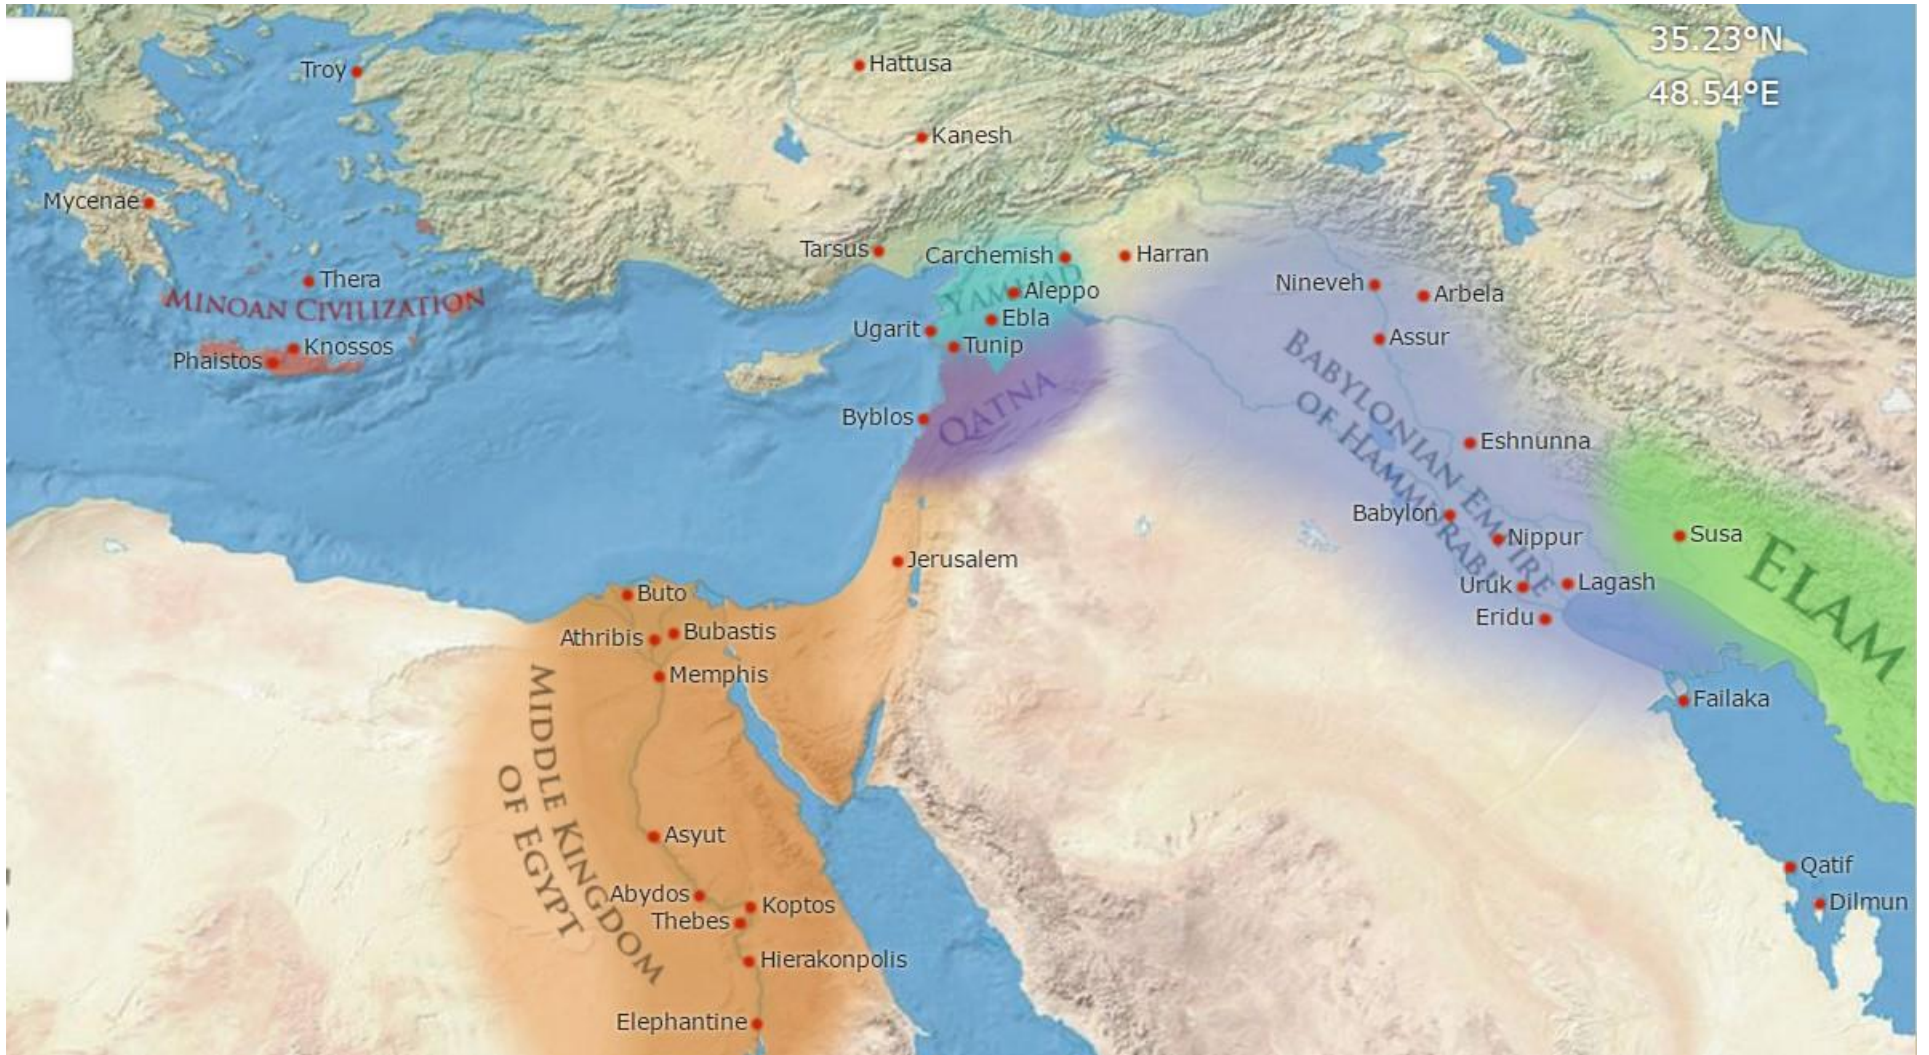 35.23°N
48.54°E
Troy
Hattusa
Kanesh
Mycenae
Tarsus
Carchemish
Harran
Thera
MINOAN CIVILIZATION
YAMHAD
Aleppo
Nineveh
Arbela
Ugarit
Ebla
Tunip
Assur
Knossos
Phaistos
BABYLONIAN EMPIRE
OF HAMMURABI
QATNA
Byblos
Eshnunna
Babylon
Nippur
Susa
ELAM
Jerusalem
Uruk
Lagash
Eridu
Buto
Athribis
Bubastis
Memphis
MIDDLE KINGDOM
OF EGYPT
Failaka
Asyut
Qatif
Abydos
Koptos
Dilmun
Thebes
Hierakonpolis
Elephantine